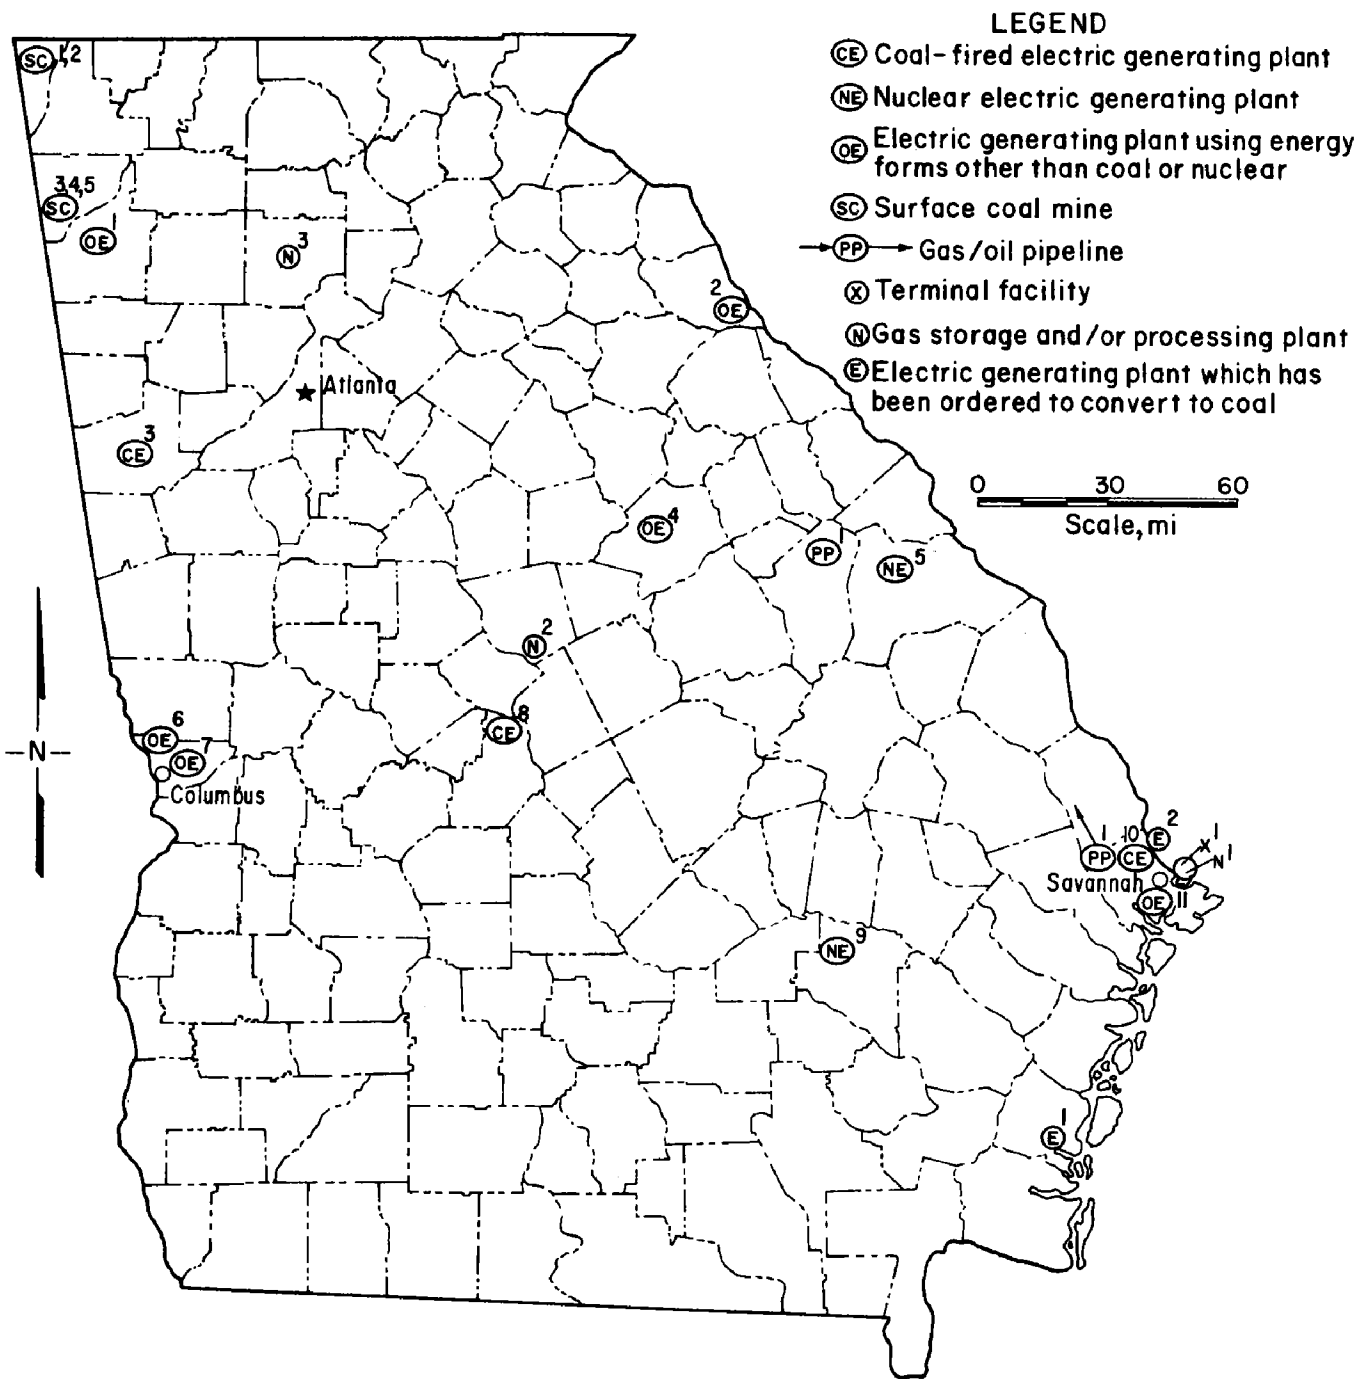 LEGEND
CE Coal-fired electric generating plant
NE Nuclear electric generating plant
OE Electric generating plant using energy
forms other than coal or nuclear
SC Surface coal mine
PP Gas/oil pipeline
X Terminal facility
N Gas storage and/or processing plant
E Electric generating plant which has
been ordered to convert to coal
0 30 60
Scale, mi
SC 1,2
3,4,5
SC
OE 1
N 3
2
OE
Atlanta
CE 3
OE 4
PP 1
NE 5
N 2
-N-
OE 6
OE 7
Columbus
CE 8
PP 1
CE 10
E 2
X 1
N 1
Savannah
OE 11
NE 9
E 1